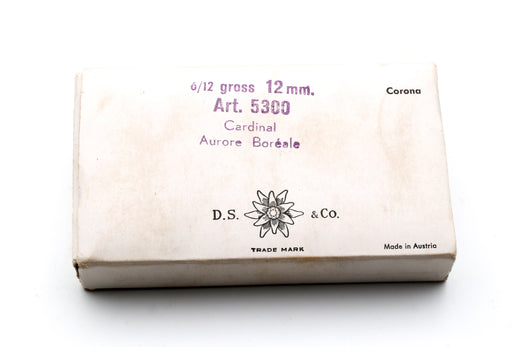 6/12 gross 12 mm.
Art. 5300
Corona
Cardinal
Aurore Boréale
D.S. & Co.
TRADE MARK
Made in Austria